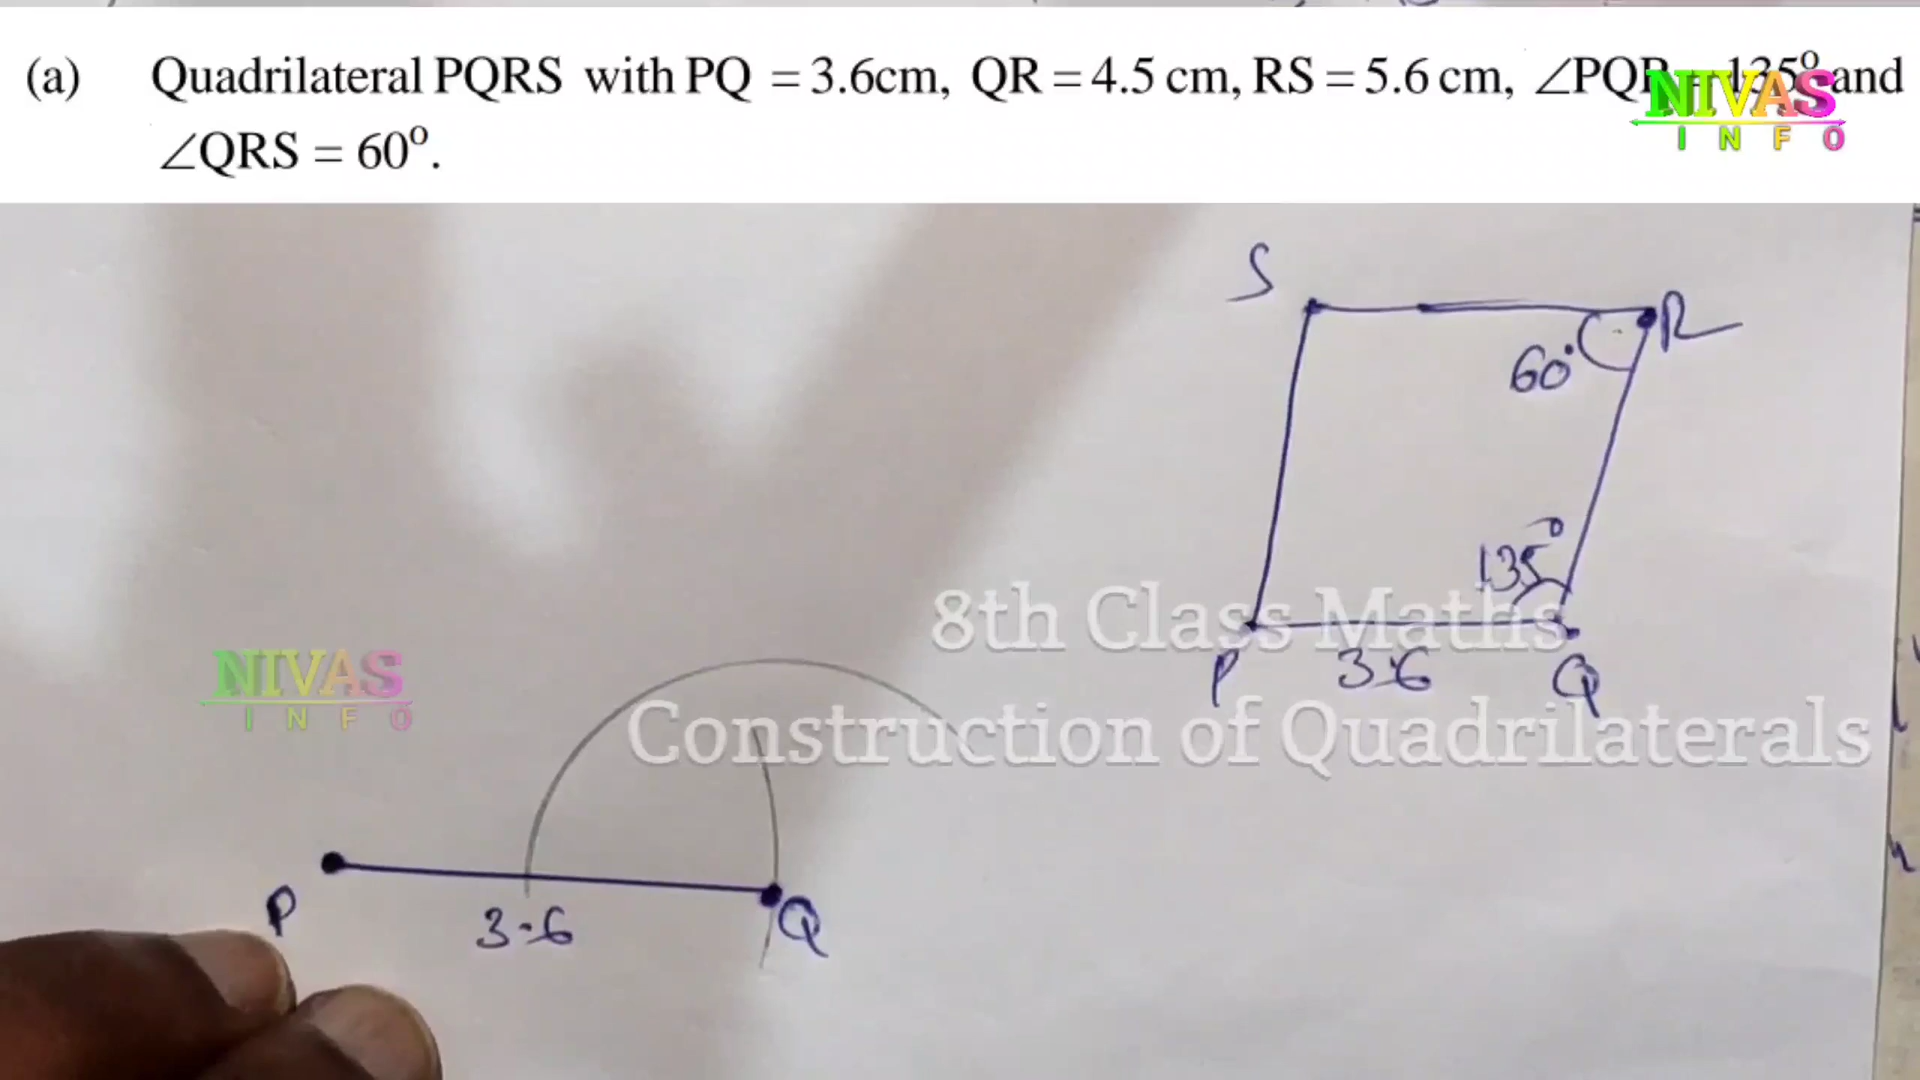 (a) Quadrilateral PQRS with PQ = 3.6cm, QR = 4.5 cm, RS = 5.6 cm, ∠PQR = 135° and
∠QRS = 60°.
NIVAS
INFO
S
R
60°
135°
8th Class Maths
P 3.6 Q
NIVAS
INFO
Construction of Quadrilaterals
P
3.6
Q